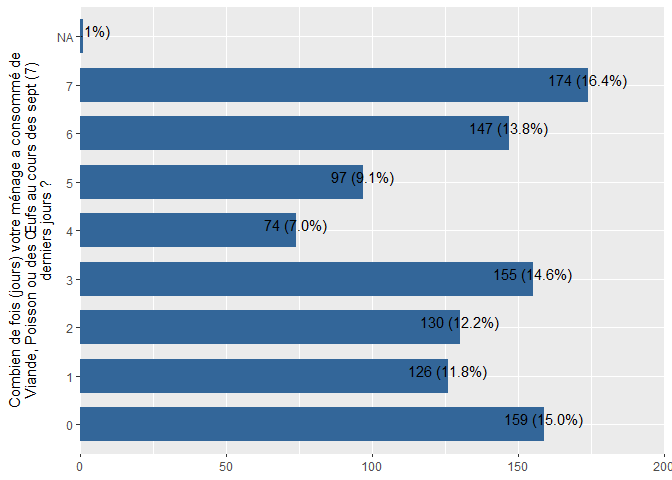 Combien de fois (jours) votre ménage a consommé de
Viande, Poisson ou des Œufs au cours des sept (7)
derniers jours ?
NA 1%)
7 174 (16.4%)
6 147 (13.8%)
5 97 (9.1%)
4 74 (7.0%)
3 155 (14.6%)
2 130 (12.2%)
1 126 (11.8%)
0 159 (15.0%)
0 50 100 150 200